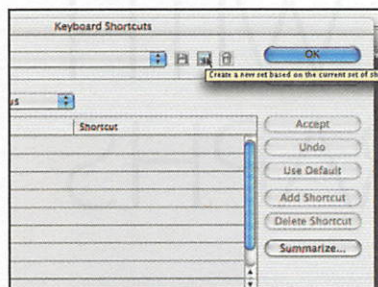 Keyboard Shortcuts
OK
Create a new set based on the current set of sh
us
Shortcut
Accept
Undo
Use Default
Add Shortcut
Delete Shortcut
Summarize...